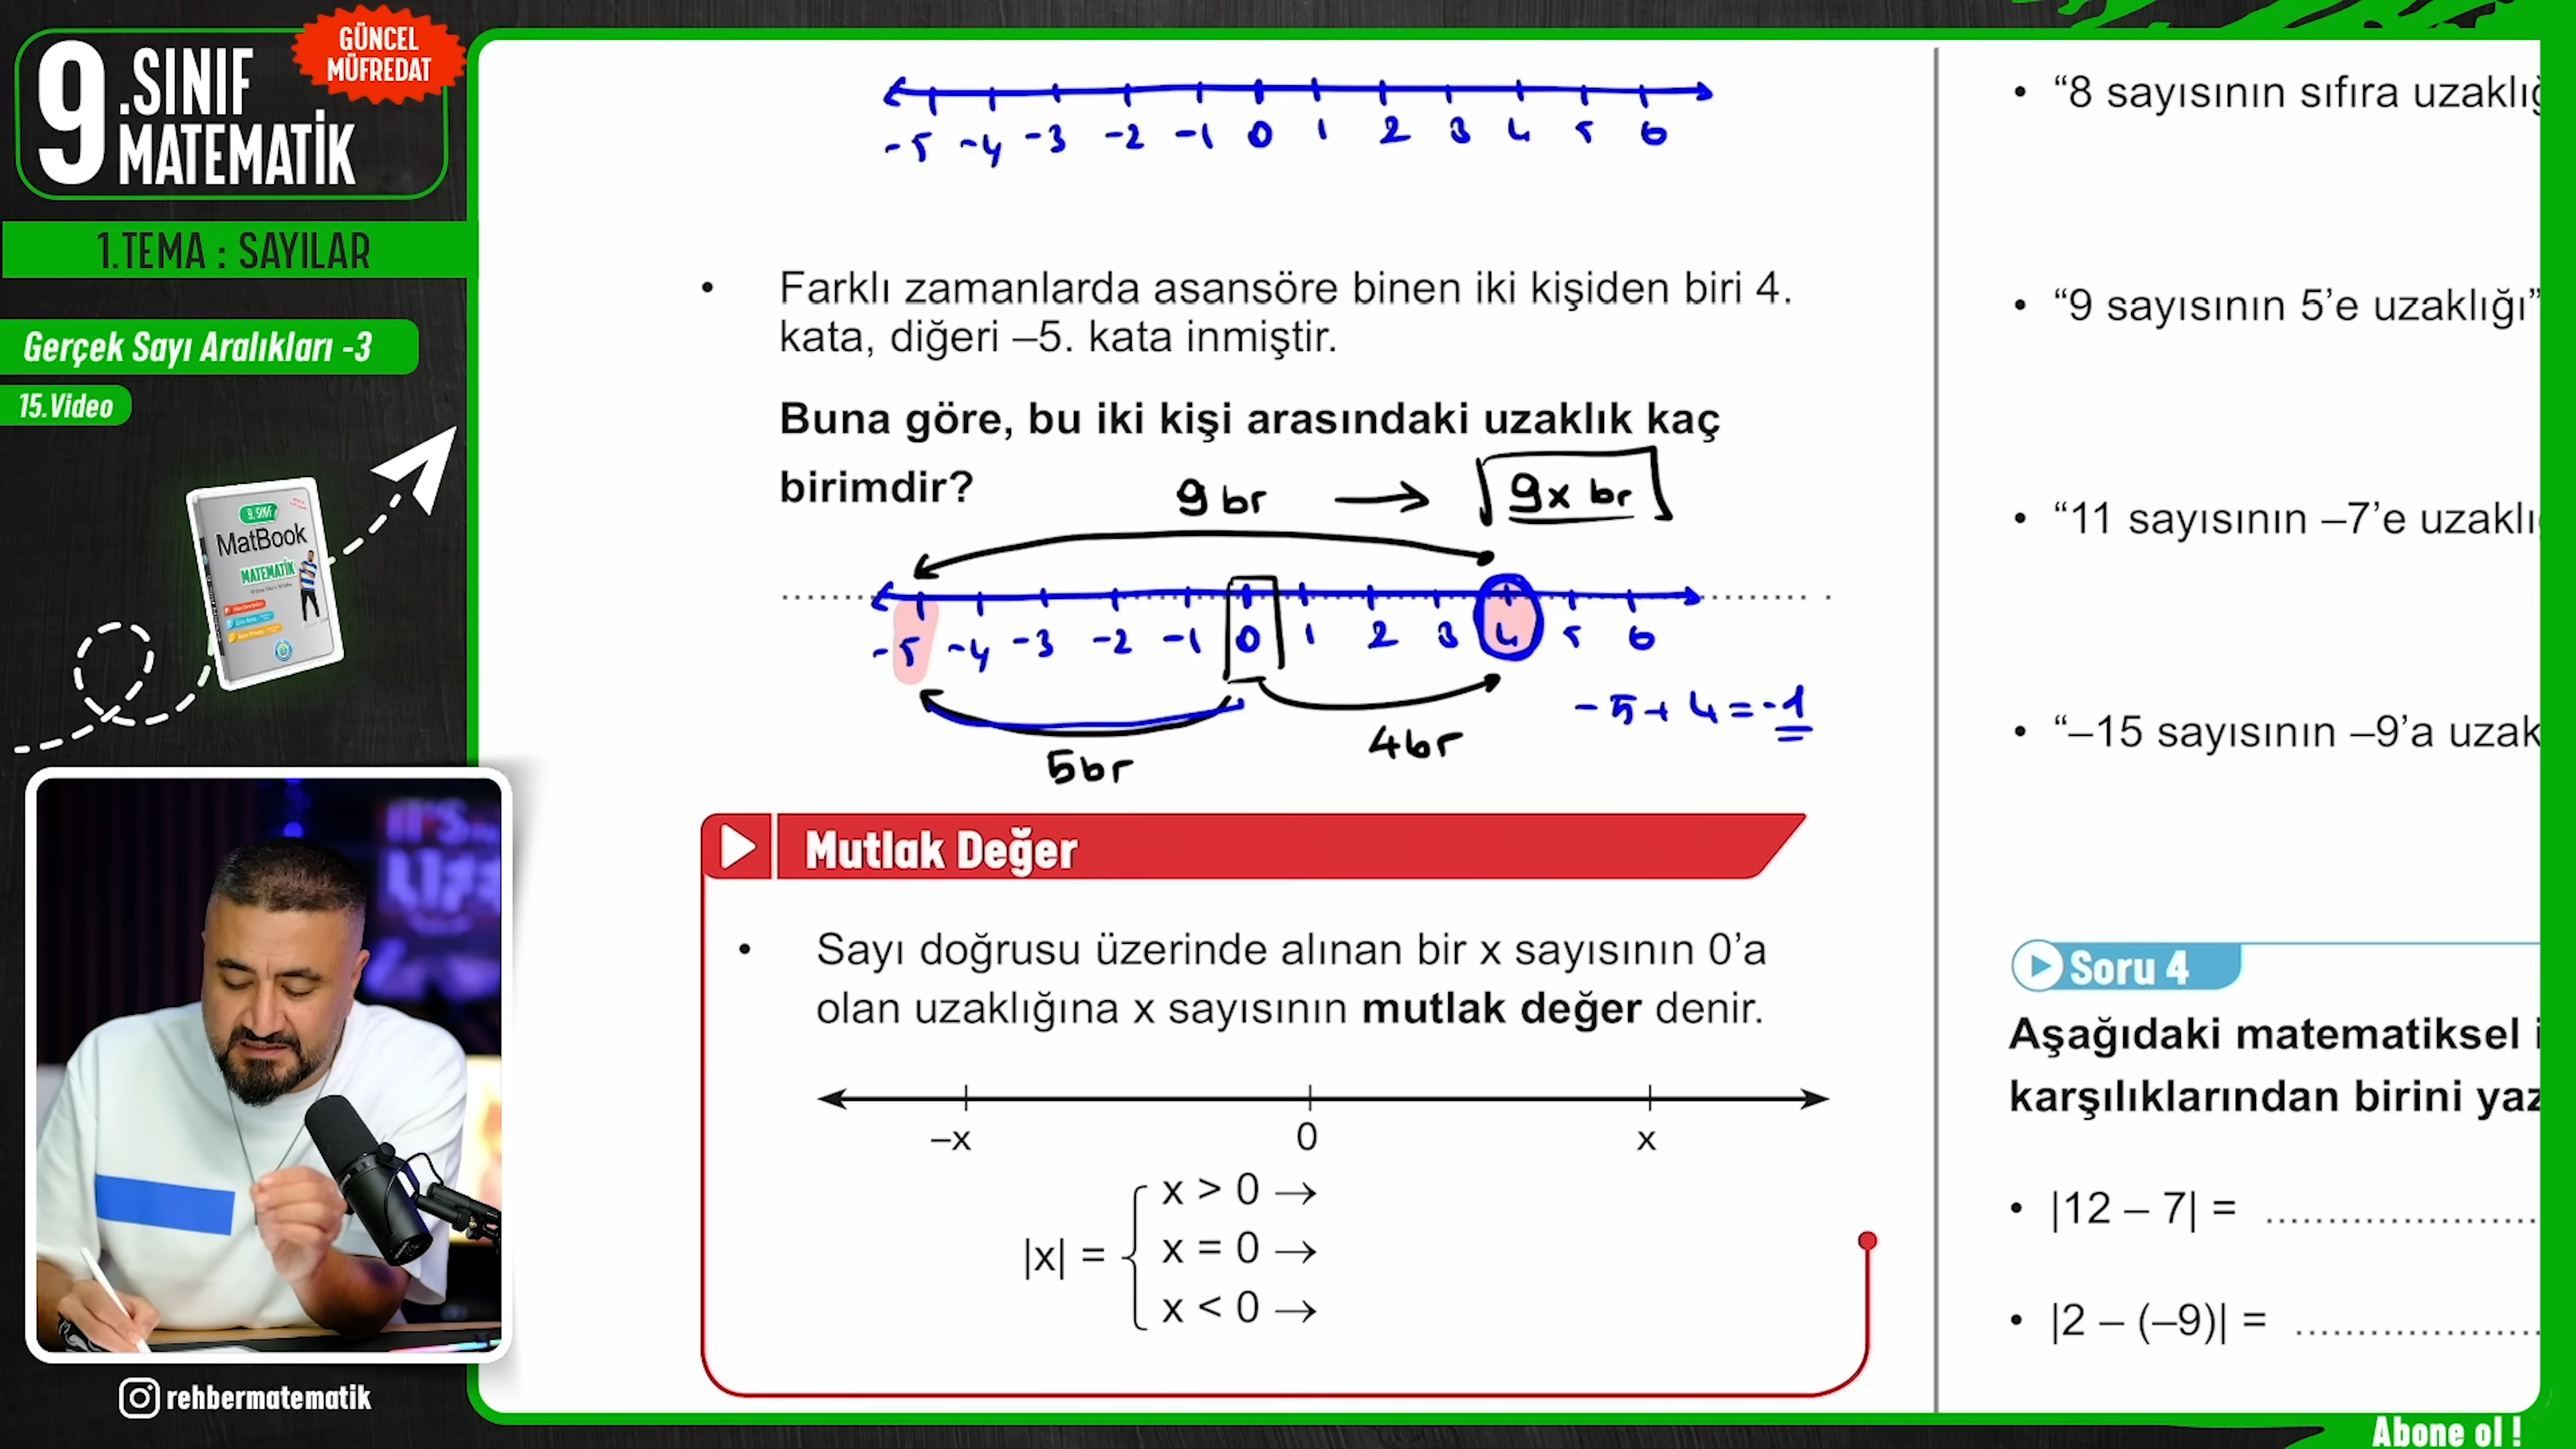 9.SINIF
MATEMATİK
GÜNCEL
MÜFREDAT
1.TEMA : SAYILAR
Gerçek Sayı Aralıkları -3
15.Video
9. SINIF
MatBook
MATEMATİK
rehbermatematik
-5 -4 -3 -2 -1 0 1 2 3 4 5 6
• Farklı zamanlarda asansöre binen iki kişiden biri 4.
kata, diğeri –5. kata inmiştir.
Buna göre, bu iki kişi arasındaki uzaklık kaç
birimdir?
9 br → 9x br
-5 -4 -3 -2 -1 0 1 2 3 4 5 6
5br
4br
-5+4=-1
Mutlak Değer
• Sayı doğrusu üzerinde alınan bir x sayısının 0’a
olan uzaklığına x sayısının mutlak değer denir.
–x 0 x
|x| =
x > 0 →
x = 0 →
x < 0 →
• “8 sayısının sıfıra
• “9 sayısının 5’e uzaklığı”
• “11 sayısının –7’e
• “–15 sayısının –9’a
Soru 4
Aşağıdaki matematiksel
karşılıklarından birini
• |12 – 7| = ......................
• |2 – (–9)| = ....................
Abone ol !